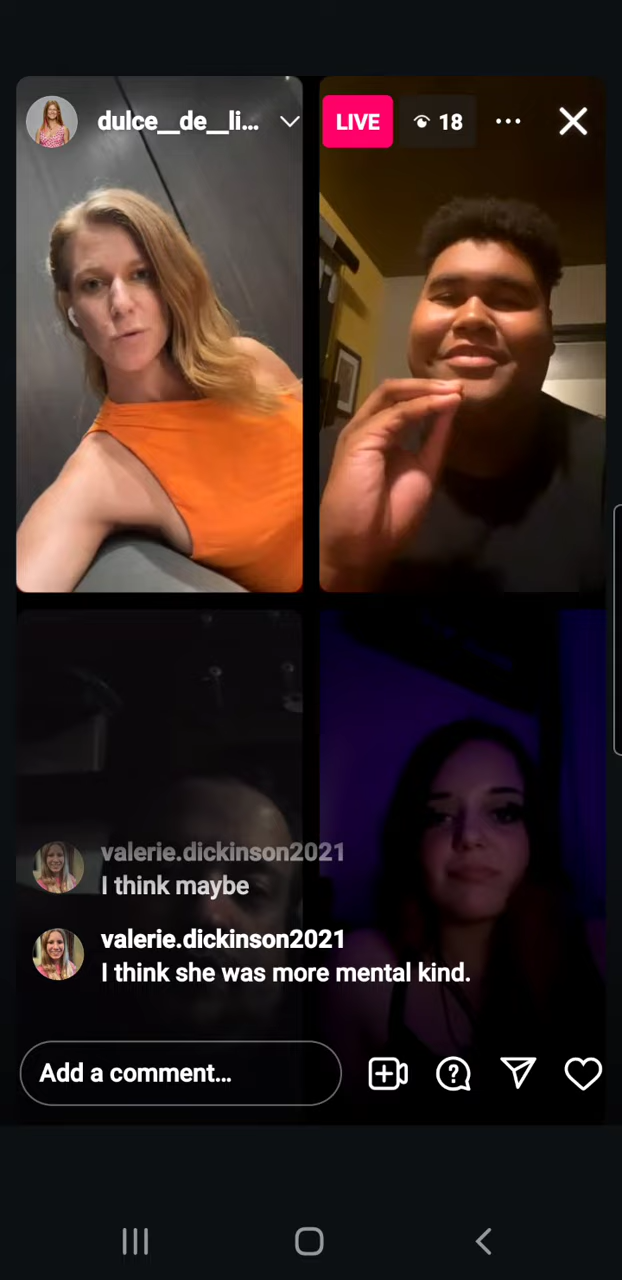 dulce__de__li...
LIVE
18
valerie.dickinson2021
I think maybe
valerie.dickinson2021
I think she was more mental kind.
Add a comment...